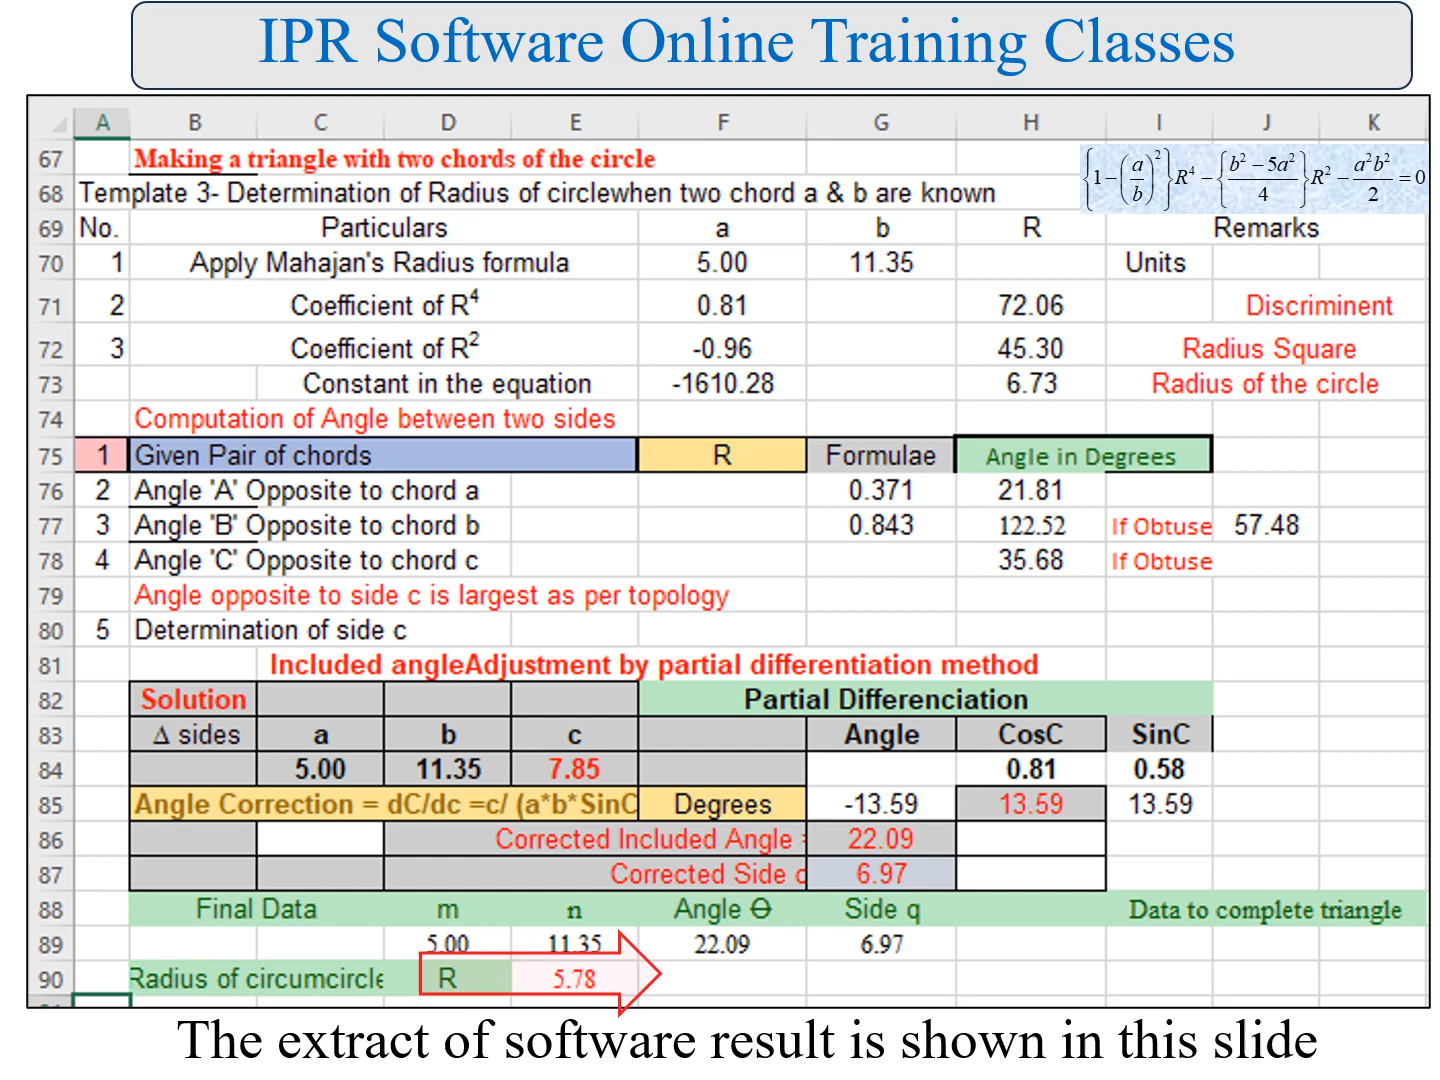 IPR Software Online Training Classes
A B C D E F G H I J K
67 Making a triangle with two chords of the circle
68 Template 3- Determination of Radius of circlewhen two chord a & b are known
{1-(a/b)²}R⁴ - {b² - 5a²/4}R² - a²b²/2 = 0
69 No. Particulars a b R Remarks
70 1 Apply Mahajan's Radius formula 5.00 11.35 Units
71 2 Coefficient of R⁴ 0.81 72.06 Discriminent
72 3 Coefficient of R² -0.96 45.30 Radius Square
73 Constant in the equation -1610.28 6.73 Radius of the circle
74 Computation of Angle between two sides
75 1 Given Pair of chords R Formulae Angle in Degrees
76 2 Angle 'A' Opposite to chord a 0.371 21.81
77 3 Angle 'B' Opposite to chord b 0.843 122.52 If Obtuse 57.48
78 4 Angle 'C' Opposite to chord c 35.68 If Obtuse
79 Angle opposite to side c is largest as per topology
80 5 Determination of side c
81 Included angleAdjustment by partial differentiation method
82 Solution Partial Differenciation
83 Δ sides a b c Angle CosC SinC
84 5.00 11.35 7.85 0.81 0.58
85 Angle Correction = dC/dc =c/ (a*b*SinC Degrees -13.59 13.59 13.59
86 Corrected Included Angle = 22.09
87 Corrected Side c 6.97
88 Final Data m n Angle Ɵ Side q Data to complete triangle
89 5.00 11.35 22.09 6.97
90 Radius of circumcircle R 5.78
The extract of software result is shown in this slide